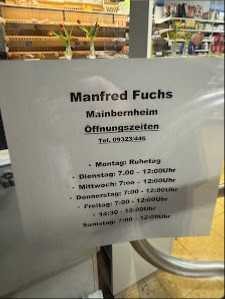 Manfred Fuchs
Mainbernheim
Öffnungszeiten
Tel. 09323/446
• Montag: Ruhetag
• Dienstag: 7.00 - 12:00Uhr
• Mittwoch: 7:00 - 12:00Uhr
• Donnerstag: 7:00 - 12:00Uhr
• Freitag: 7:00 - 12:00Uhr
• 14:30 - 18:00Uhr
Samstag: 7:00 - 12:00Uhr